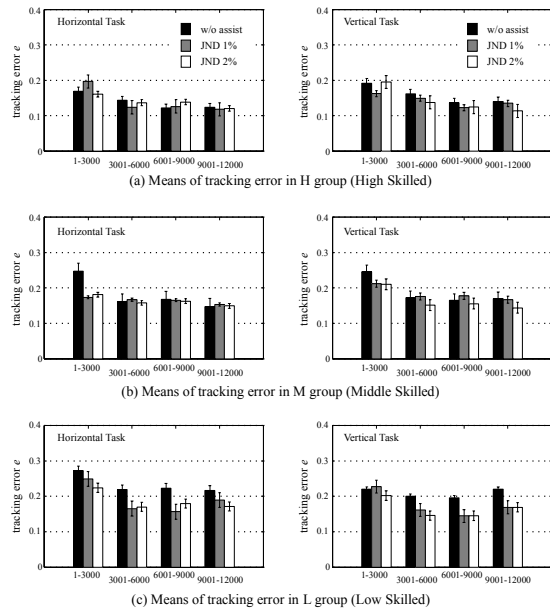 Horizontal Task
w/o assist
JND 1%
JND 2%
tracking error e
0.4
0.3
0.2
0.1
0
1-3000
3001-6000
6001-9000
9001-12000
Vertical Task
w/o assist
JND 1%
JND 2%
tracking error e
0.4
0.3
0.2
0.1
0
1-3000
3001-6000
6001-9000
9001-12000
(a) Means of tracking error in H group (High Skilled)
Horizontal Task
tracking error e
0.4
0.3
0.2
0.1
0
1-3000
3001-6000
6001-9000
9001-12000
Vertical Task
tracking error e
0.4
0.3
0.2
0.1
0
1-3000
3001-6000
6001-9000
9001-12000
(b) Means of tracking error in M group (Middle Skilled)
Horizontal Task
tracking error e
0.4
0.3
0.2
0.1
0
1-3000
3001-6000
6001-9000
9001-12000
Vertical Task
tracking error e
0.4
0.3
0.2
0.1
0
1-3000
3001-6000
6001-9000
9001-12000
(c) Means of tracking error in L group (Low Skilled)